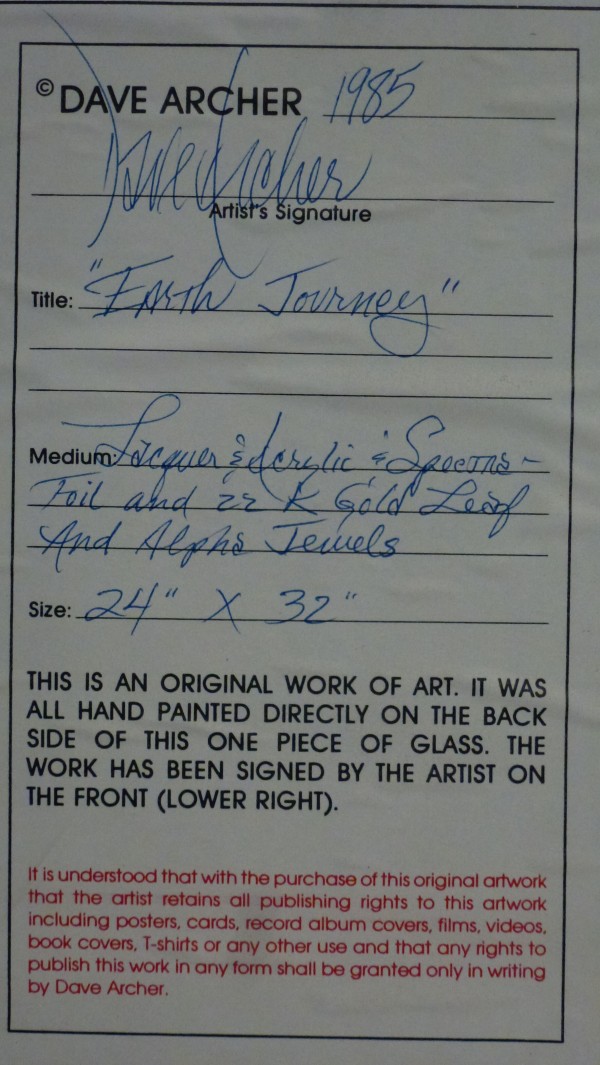 © DAVE ARCHER 1985
Dave Archer
Artist's Signature
Title: "Earth Journey"
Medium: Lacquer & Acrylic &
Foil and 22 K Gold Leaf
And Alpha Jewels
Size: 24" X 32"
THIS IS AN ORIGINAL WORK OF ART. IT WAS
ALL HAND PAINTED DIRECTLY ON THE BACK
SIDE OF THIS ONE PIECE OF GLASS. THE
WORK HAS BEEN SIGNED BY THE ARTIST ON
THE FRONT (LOWER RIGHT).
It is understood that with the purchase of this original artwork
that the artist retains all publishing rights to this artwork
including posters, cards, record album covers, films, videos,
book covers, T-shirts or any other use and that any rights to
publish this work in any form shall be granted only in writing
by Dave Archer.